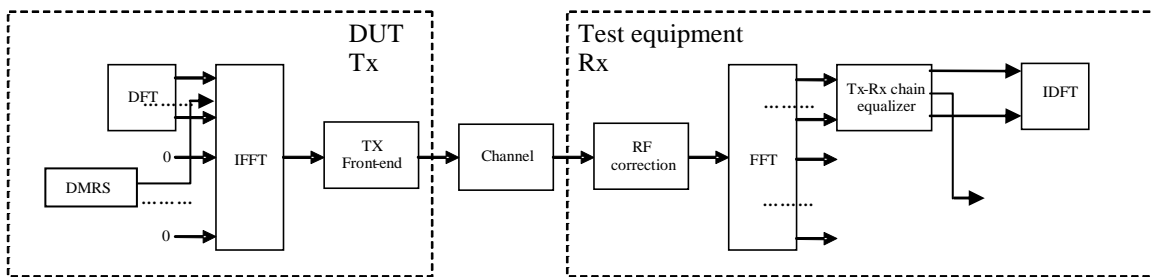 DUT
Tx
Test equipment
Rx
DFT
………
DMRS
………
0
0
IFFT
TX
Front-end
Channel
RF
correction
FFT
………
………
Tx-Rx chain
equalizer
IDFT